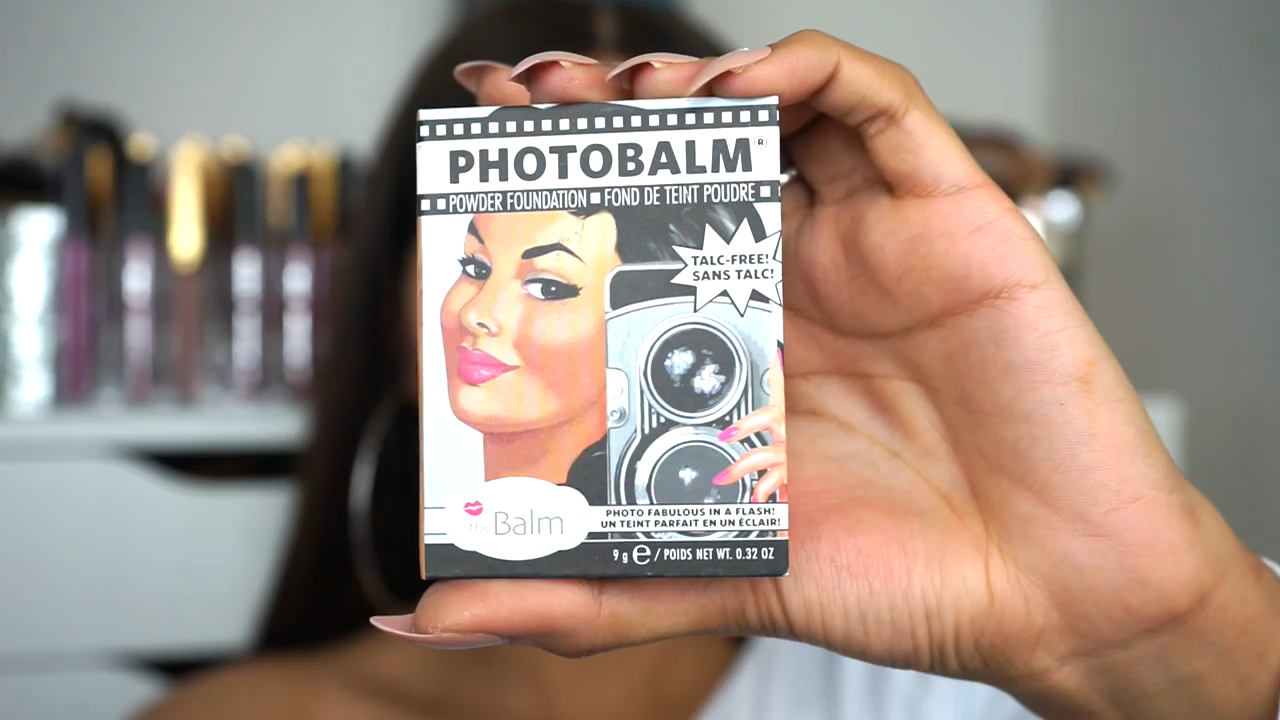 PHOTOBALM®
POWDER FOUNDATION ■ FOND DE TEINT POUDRE
TALC-FREE!
SANS TALC!
the Balm
PHOTO FABULOUS IN A FLASH!
UN TEINT PARFAIT EN UN ÉCLAIR!
9 g ℮ / POIDS NET WT. 0.32 OZ